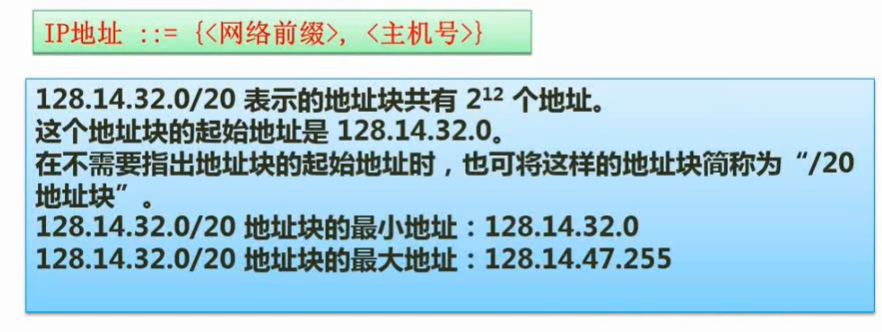 IP地址 ::= {<网络前缀>, <主机号>}
128.14.32.0/20 表示的地址块共有 2¹² 个地址。
这个地址块的起始地址是 128.14.32.0。
在不需要指出地址块的起始地址时，也可将这样的地址块简称为“/20
地址块”。
128.14.32.0/20 地址块的最小地址：128.14.32.0
128.14.32.0/20 地址块的最大地址：128.14.47.255